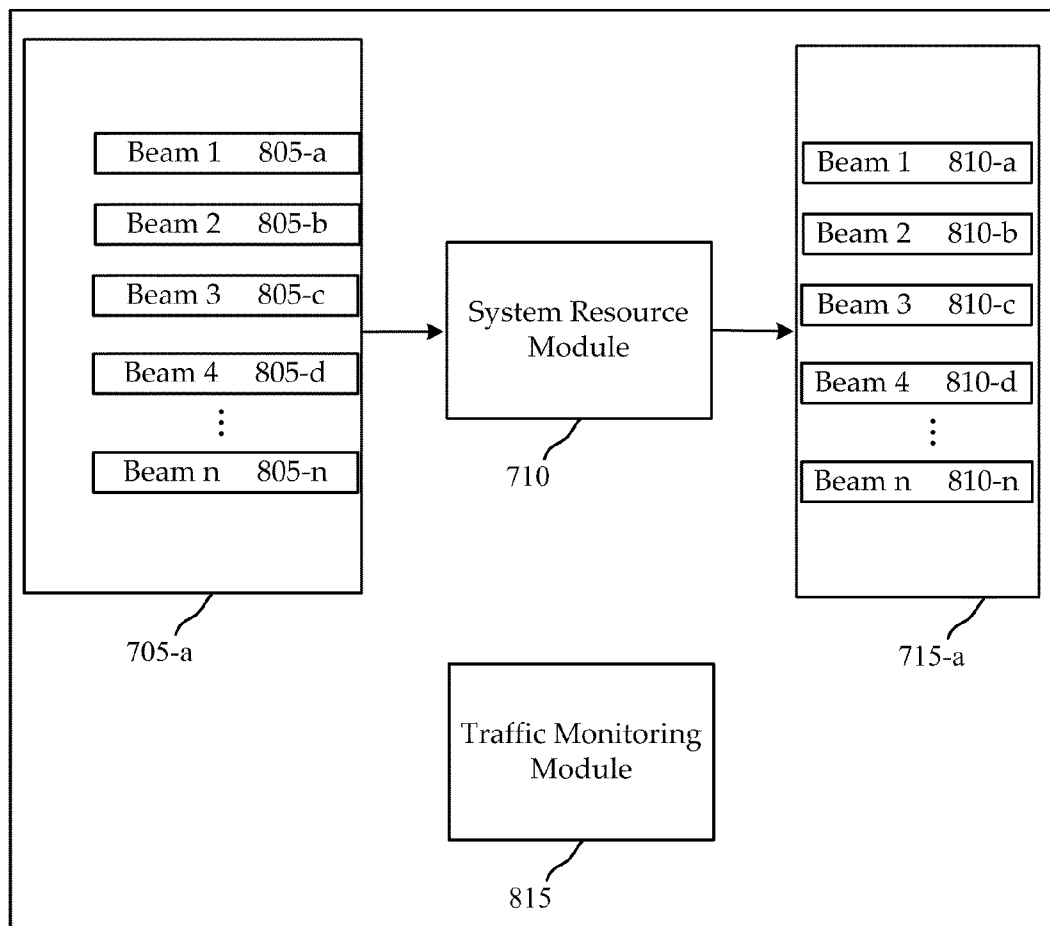 Beam 1 805-a
Beam 2 805-b
Beam 3 805-c
Beam 4 805-d
⋮
Beam n 805-n
705-a
System Resource
Module
710
Beam 1 810-a
Beam 2 810-b
Beam 3 810-c
Beam 4 810-d
⋮
Beam n 810-n
715-a
Traffic Monitoring
Module
815